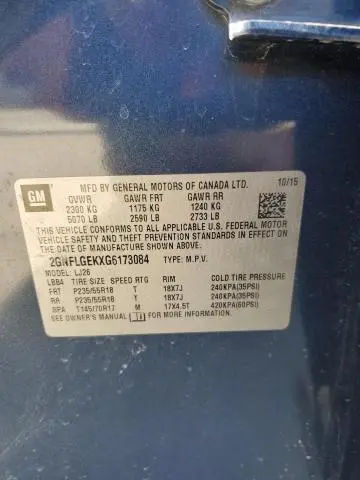 GM
MFD BY GENERAL MOTORS OF CANADA LTD. 10/15
GVWR GAWR FRT GAWR RR
2300 KG 1175 KG 1240 KG
5070 LB 2590 LB 2733 LB
THIS VEHICLE CONFORMS TO ALL APPLICABLE U.S. FEDERAL MOTOR
VEHICLE SAFETY, BUMPER, AND THEFT
PREVENTION STANDARDS IN EFFECT ON THE DATE OF
MANUFACTURE SHOWN ABOVE.
2GNFLGEKXG6173084 TYPE: M.P.V.
MODEL: LJ26
LBB4 TIRE SIZE SPEED RTG RIM COLD TIRE PRESSURE
FRT P235/55R18 T 18X7J 240KPA(35PSI)
RR P235/55R18 T 18X7J 240KPA(35PSI)
SPA T145/70R17 M 17X4.5T 420KPA(60PSI)
SEE OWNER'S MANUAL FOR MORE INFORMATION.